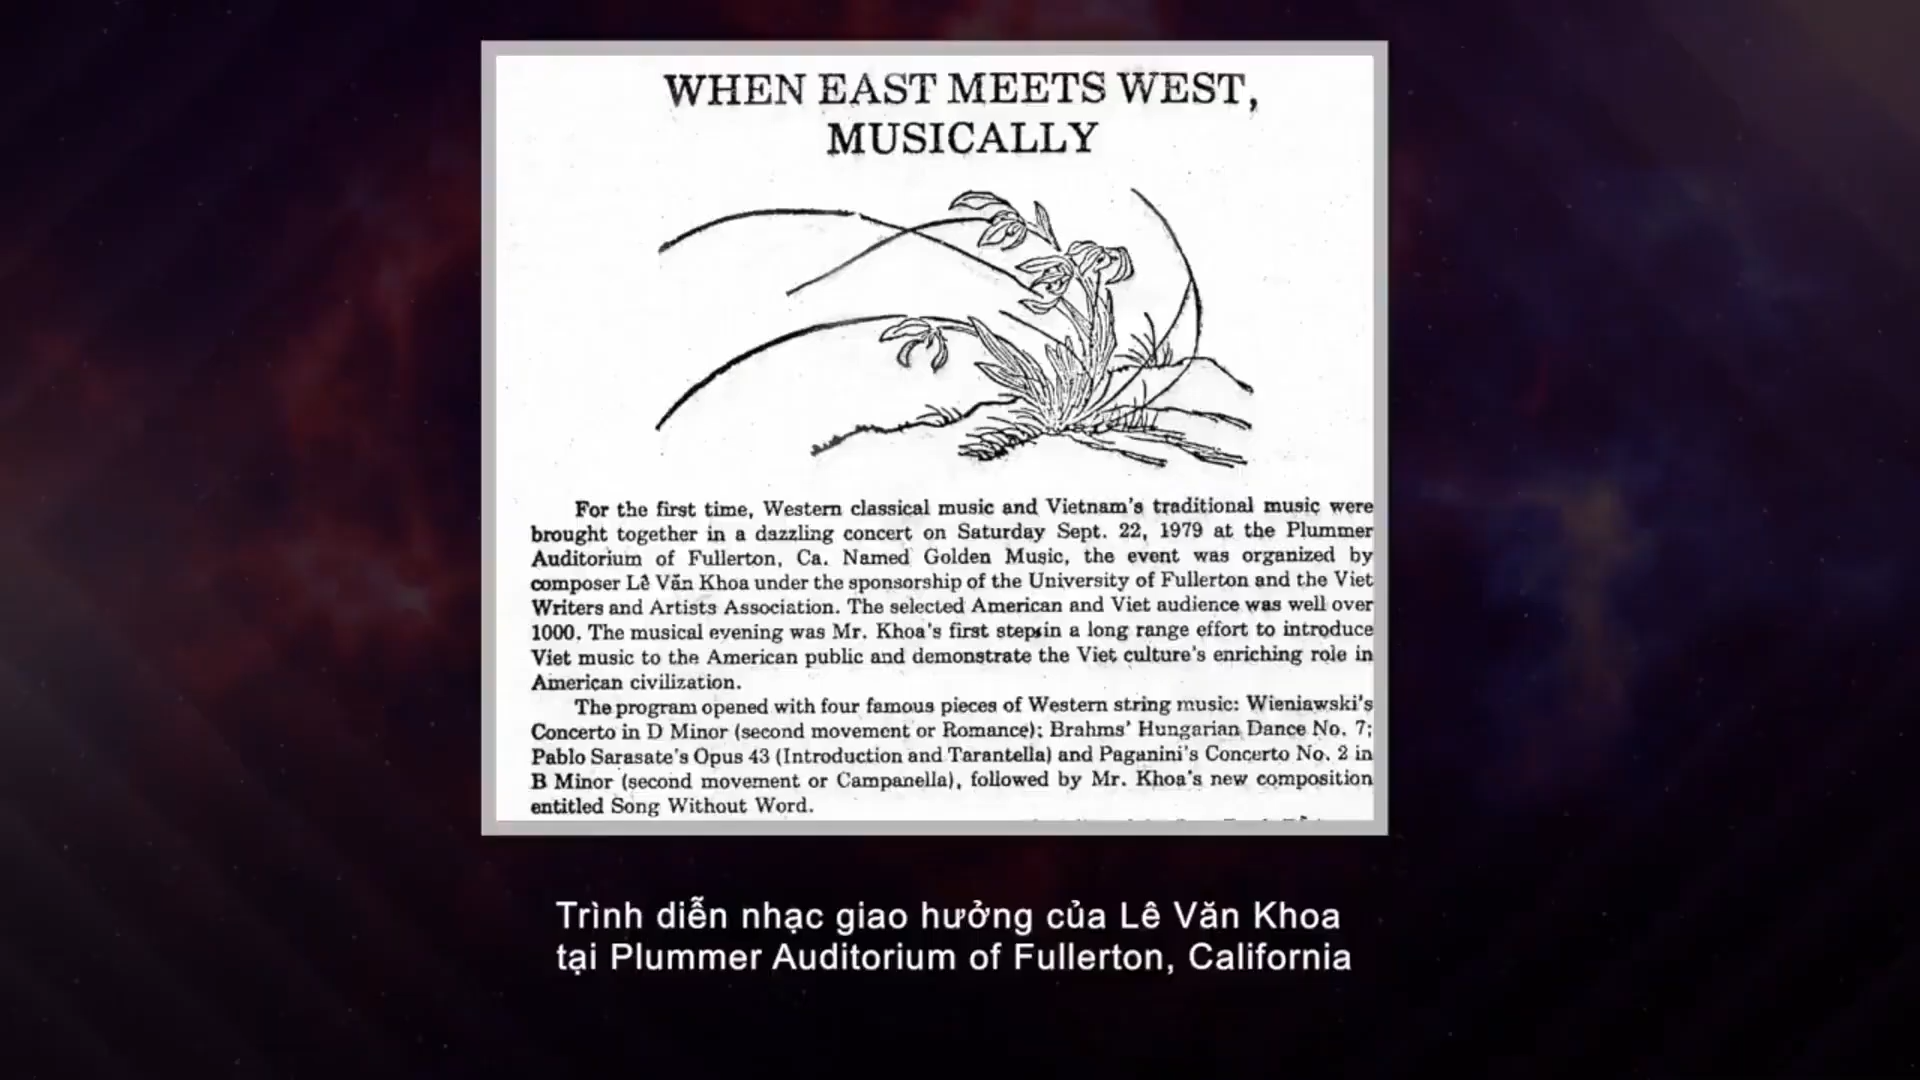 WHEN EAST MEETS WEST,
MUSICALLY
For the first time, Western classical music and Vietnam's traditional music were
brought together in a dazzling concert on Saturday Sept. 22, 1979 at the Plummer
Auditorium of Fullerton, Ca. Named Golden Music, the event was organized by
composer Lê Văn Khoa under the sponsorship of the University of Fullerton and the Viet
Writers and Artists Association. The selected American and Viet audience was well over
1000. The musical evening was Mr. Khoa's first step in a long range effort to introduce
Viet music to the American public and demonstrate the Viet culture's enriching role in
American civilization.
The program opened with four famous pieces of Western string music: Wieniawski's
Concerto in D Minor (second movement or Romance); Brahms' Hungarian Dance No. 7;
Pablo Sarasate's Opus 43 (Introduction and Tarantella) and Paganini's Concerto No. 2 in
B Minor (second movement or Campanella), followed by Mr. Khoa's new composition
entitled Song Without Word.
Trình diễn nhạc giao hưởng của Lê Văn Khoa
tại Plummer Auditorium of Fullerton, California